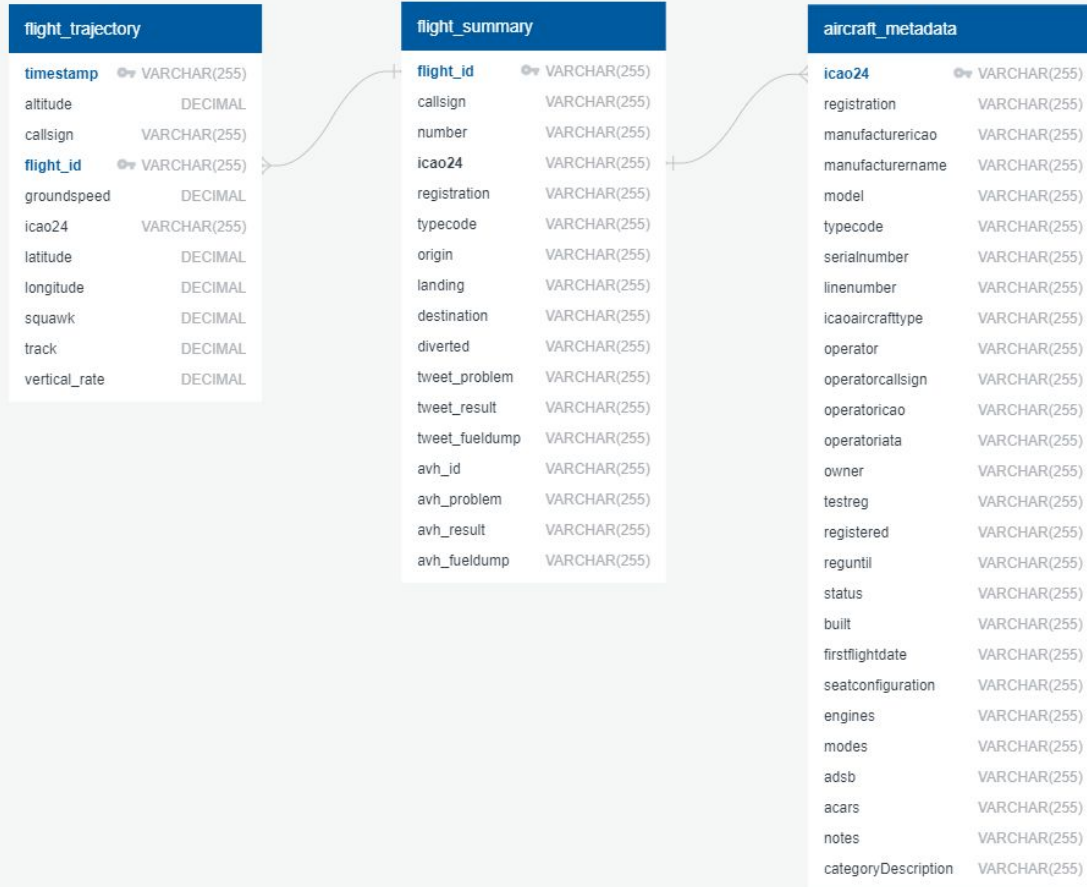 flight_trajectory
timestamp VARCHAR(255)
altitude DECIMAL
callsign VARCHAR(255)
flight_id VARCHAR(255)
groundspeed DECIMAL
icao24 VARCHAR(255)
latitude DECIMAL
longitude DECIMAL
squawk DECIMAL
track DECIMAL
vertical_rate DECIMAL
flight_summary
flight_id VARCHAR(255)
callsign VARCHAR(255)
number VARCHAR(255)
icao24 VARCHAR(255)
registration VARCHAR(255)
typecode VARCHAR(255)
origin VARCHAR(255)
landing VARCHAR(255)
destination VARCHAR(255)
diverted VARCHAR(255)
tweet_problem VARCHAR(255)
tweet_result VARCHAR(255)
tweet_fueldump VARCHAR(255)
avh_id VARCHAR(255)
avh_problem VARCHAR(255)
avh_result VARCHAR(255)
avh_fueldump VARCHAR(255)
aircraft_metadata
icao24 VARCHAR(255)
registration VARCHAR(255)
manufacturericao VARCHAR(255)
manufacturername VARCHAR(255)
model VARCHAR(255)
typecode VARCHAR(255)
serialnumber VARCHAR(255)
linenumber VARCHAR(255)
icaoaircrafttype VARCHAR(255)
operator VARCHAR(255)
operatorcallsign VARCHAR(255)
operatoricao VARCHAR(255)
operatoriata VARCHAR(255)
owner VARCHAR(255)
testreg VARCHAR(255)
registered VARCHAR(255)
reguntil VARCHAR(255)
status VARCHAR(255)
built VARCHAR(255)
firstflightdate VARCHAR(255)
seatconfiguration VARCHAR(255)
engines VARCHAR(255)
modes VARCHAR(255)
adsb VARCHAR(255)
acars VARCHAR(255)
notes VARCHAR(255)
categoryDescription VARCHAR(255)